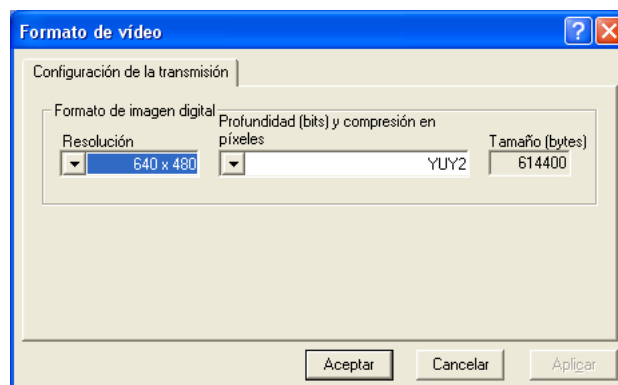 Formato de vídeo
Configuración de la transmisión
Formato de imagen digital
Resolución
Profundidad (bits) y compresión en
píxeles
Tamaño (bytes)
640 x 480
YUY2
614400
Aceptar
Cancelar
Aplicar